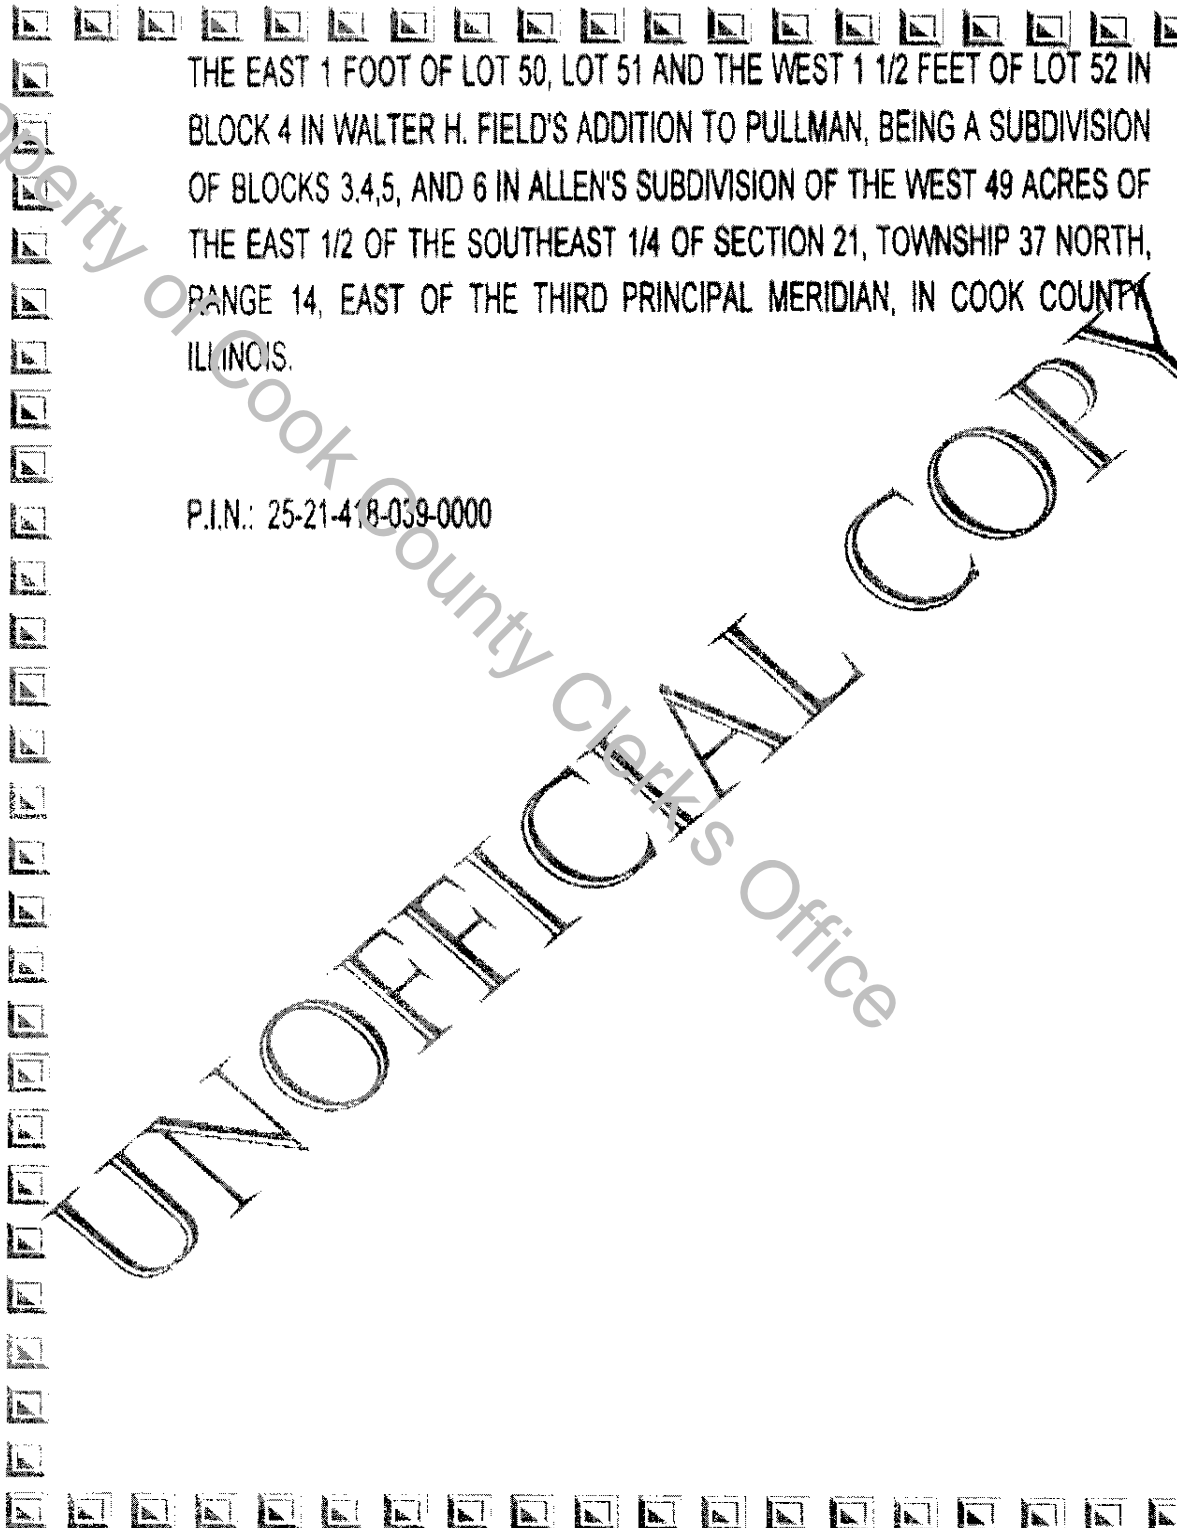 THE EAST 1 FOOT OF LOT 50, LOT 51 AND THE WEST 1 1/2 FEET OF LOT 52 IN
BLOCK 4 IN WALTER H. FIELD'S ADDITION TO PULLMAN, BEING A SUBDIVISION
OF BLOCKS 3,4,5, AND 6 IN ALLEN'S SUBDIVISION OF THE WEST 49 ACRES OF
THE EAST 1/2 OF THE SOUTHEAST 1/4 OF SECTION 21, TOWNSHIP 37 NORTH,
RANGE 14, EAST OF THE THIRD PRINCIPAL MERIDIAN, IN COOK COUNTY,
ILLINOIS.
P.I.N.: 25-21-418-039-0000
UNOFFICIAL COPY
operty of Cook County Clerk's Office